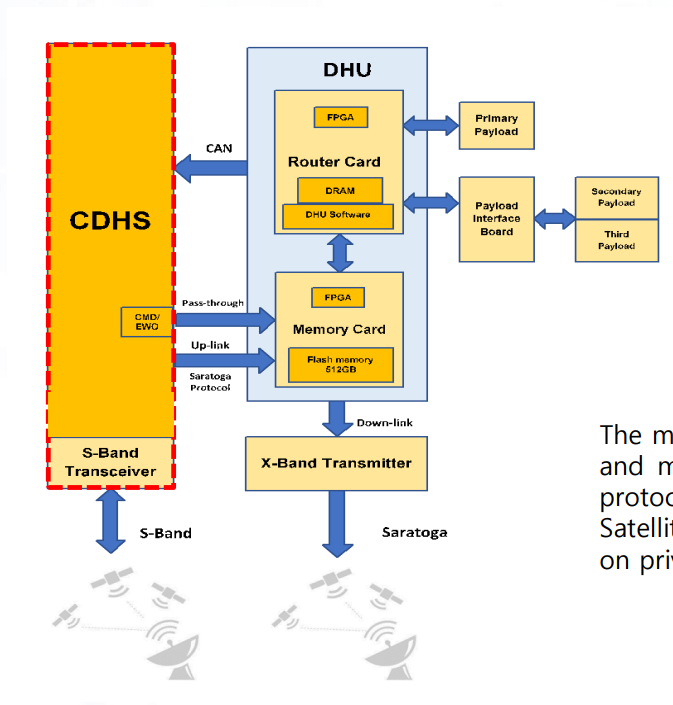 DHU
FPGA
Router Card
DRAM
DHU Software
Primary
Payload
CAN
CDHS
Payload
Interface
Board
Secondary
Payload
Third
Payload
CMD/
EWO
Pass-through
FPGA
Memory Card
Up-link
Saratoga
Protocol
Flash memory
512GB
Down-link
S-Band
Transceiver
X-Band Transmitter
S-Band
Saratoga
The m
and m
protoc
Satellit
on priv